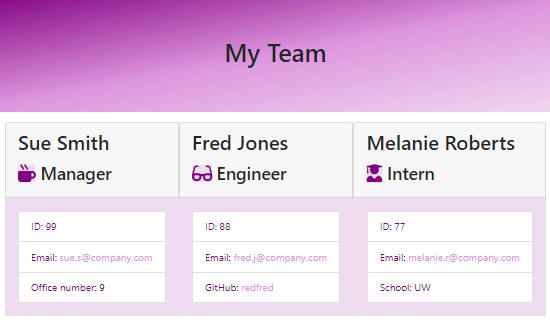 My Team
Sue Smith
Manager
ID: 99
Email: sue.s@company.com
Office number: 9
Fred Jones
Engineer
ID: 88
Email: fred.j@company.com
GitHub: redfred
Melanie Roberts
Intern
ID: 77
Email: melanie.r@company.com
School: UW